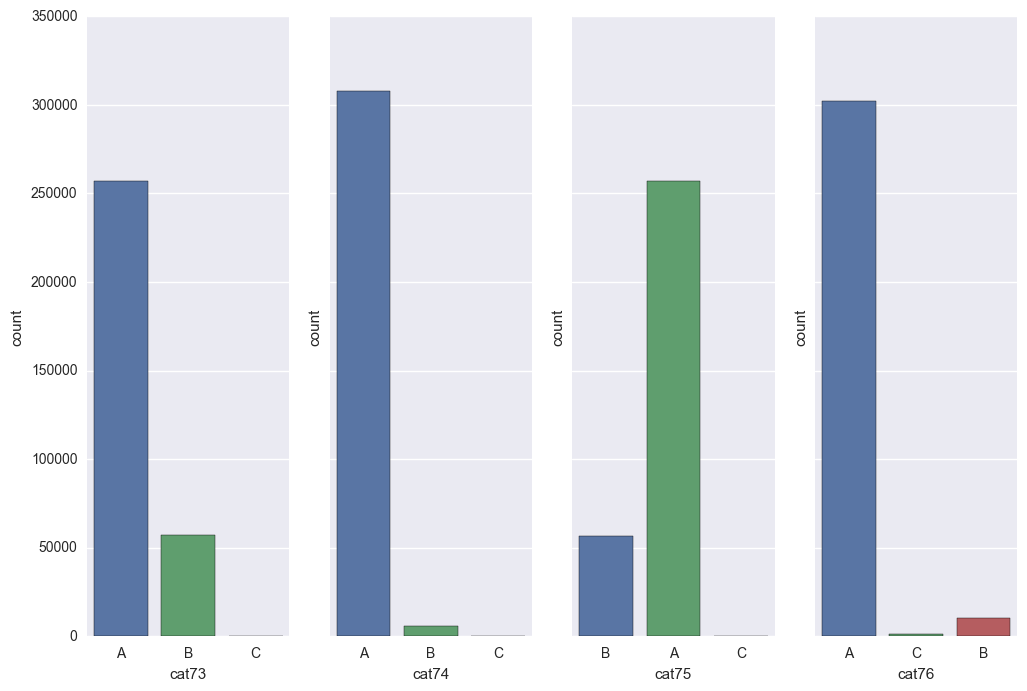 350000
300000
250000
200000
150000
100000
50000
0
count
count
count
count
A B C
A B C
B A C
A C B
cat73
cat74
cat75
cat76